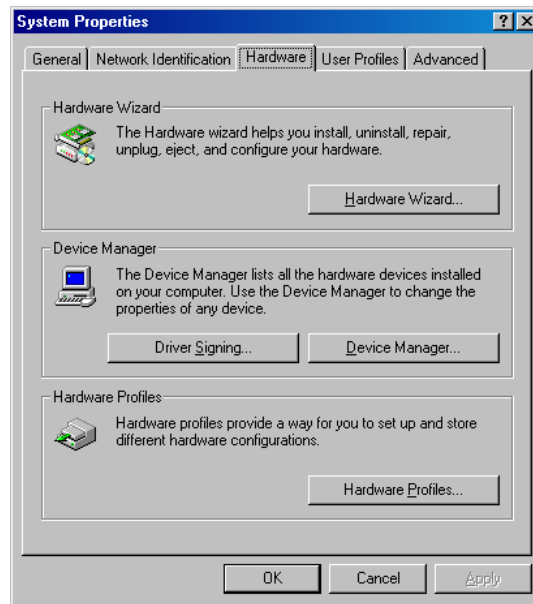 System Properties
General Network Identification Hardware User Profiles Advanced
Hardware Wizard
The Hardware wizard helps you install, uninstall, repair,
unplug, eject, and configure your hardware.
Hardware Wizard...
Device Manager
The Device Manager lists all the hardware devices installed
on your computer. Use the Device Manager to change the
properties of any device.
Driver Signing... Device Manager...
Hardware Profiles
Hardware profiles provide a way for you to set up and store
different hardware configurations.
Hardware Profiles...
OK Cancel Apply